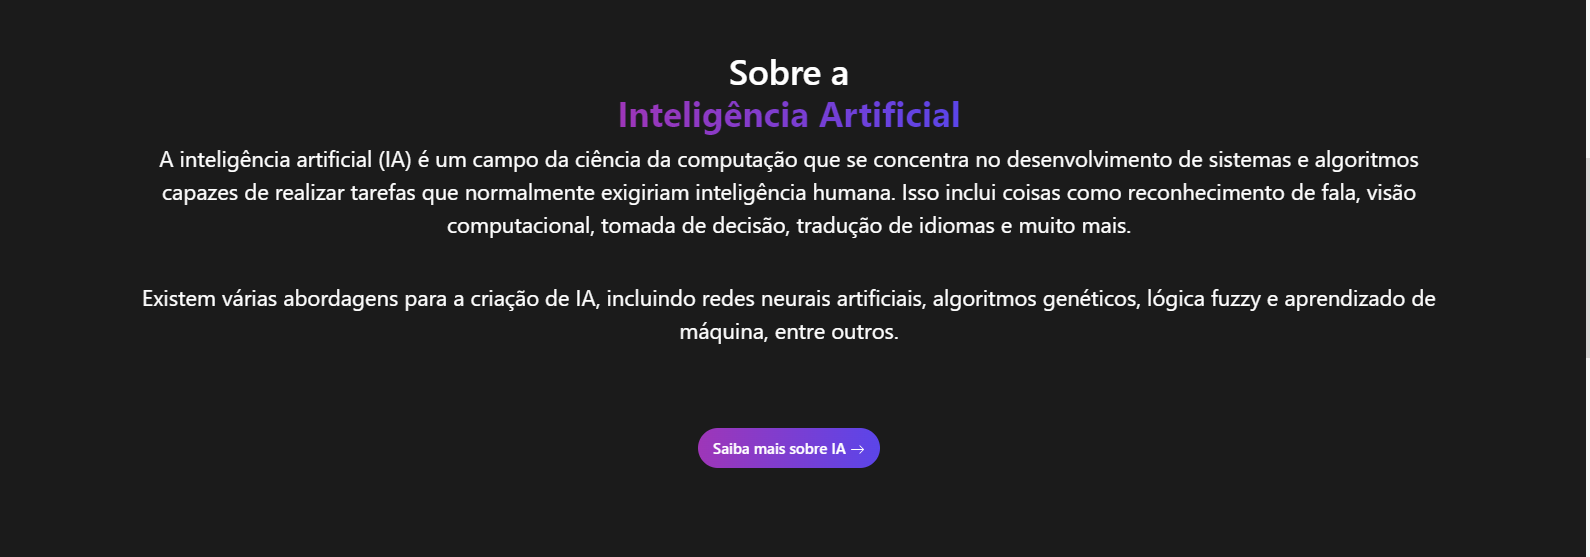 Sobre a
Inteligência Artificial
A inteligência artificial (IA) é um campo da ciência da computação que se concentra no desenvolvimento de sistemas e algoritmos
capazes de realizar tarefas que normalmente exigiriam inteligência humana. Isso inclui coisas como reconhecimento de fala, visão
computacional, tomada de decisão, tradução de idiomas e muito mais.
Existem várias abordagens para a criação de IA, incluindo redes neurais artificiais, algoritmos genéticos, lógica fuzzy e aprendizado de
máquina, entre outros.
Saiba mais sobre IA →